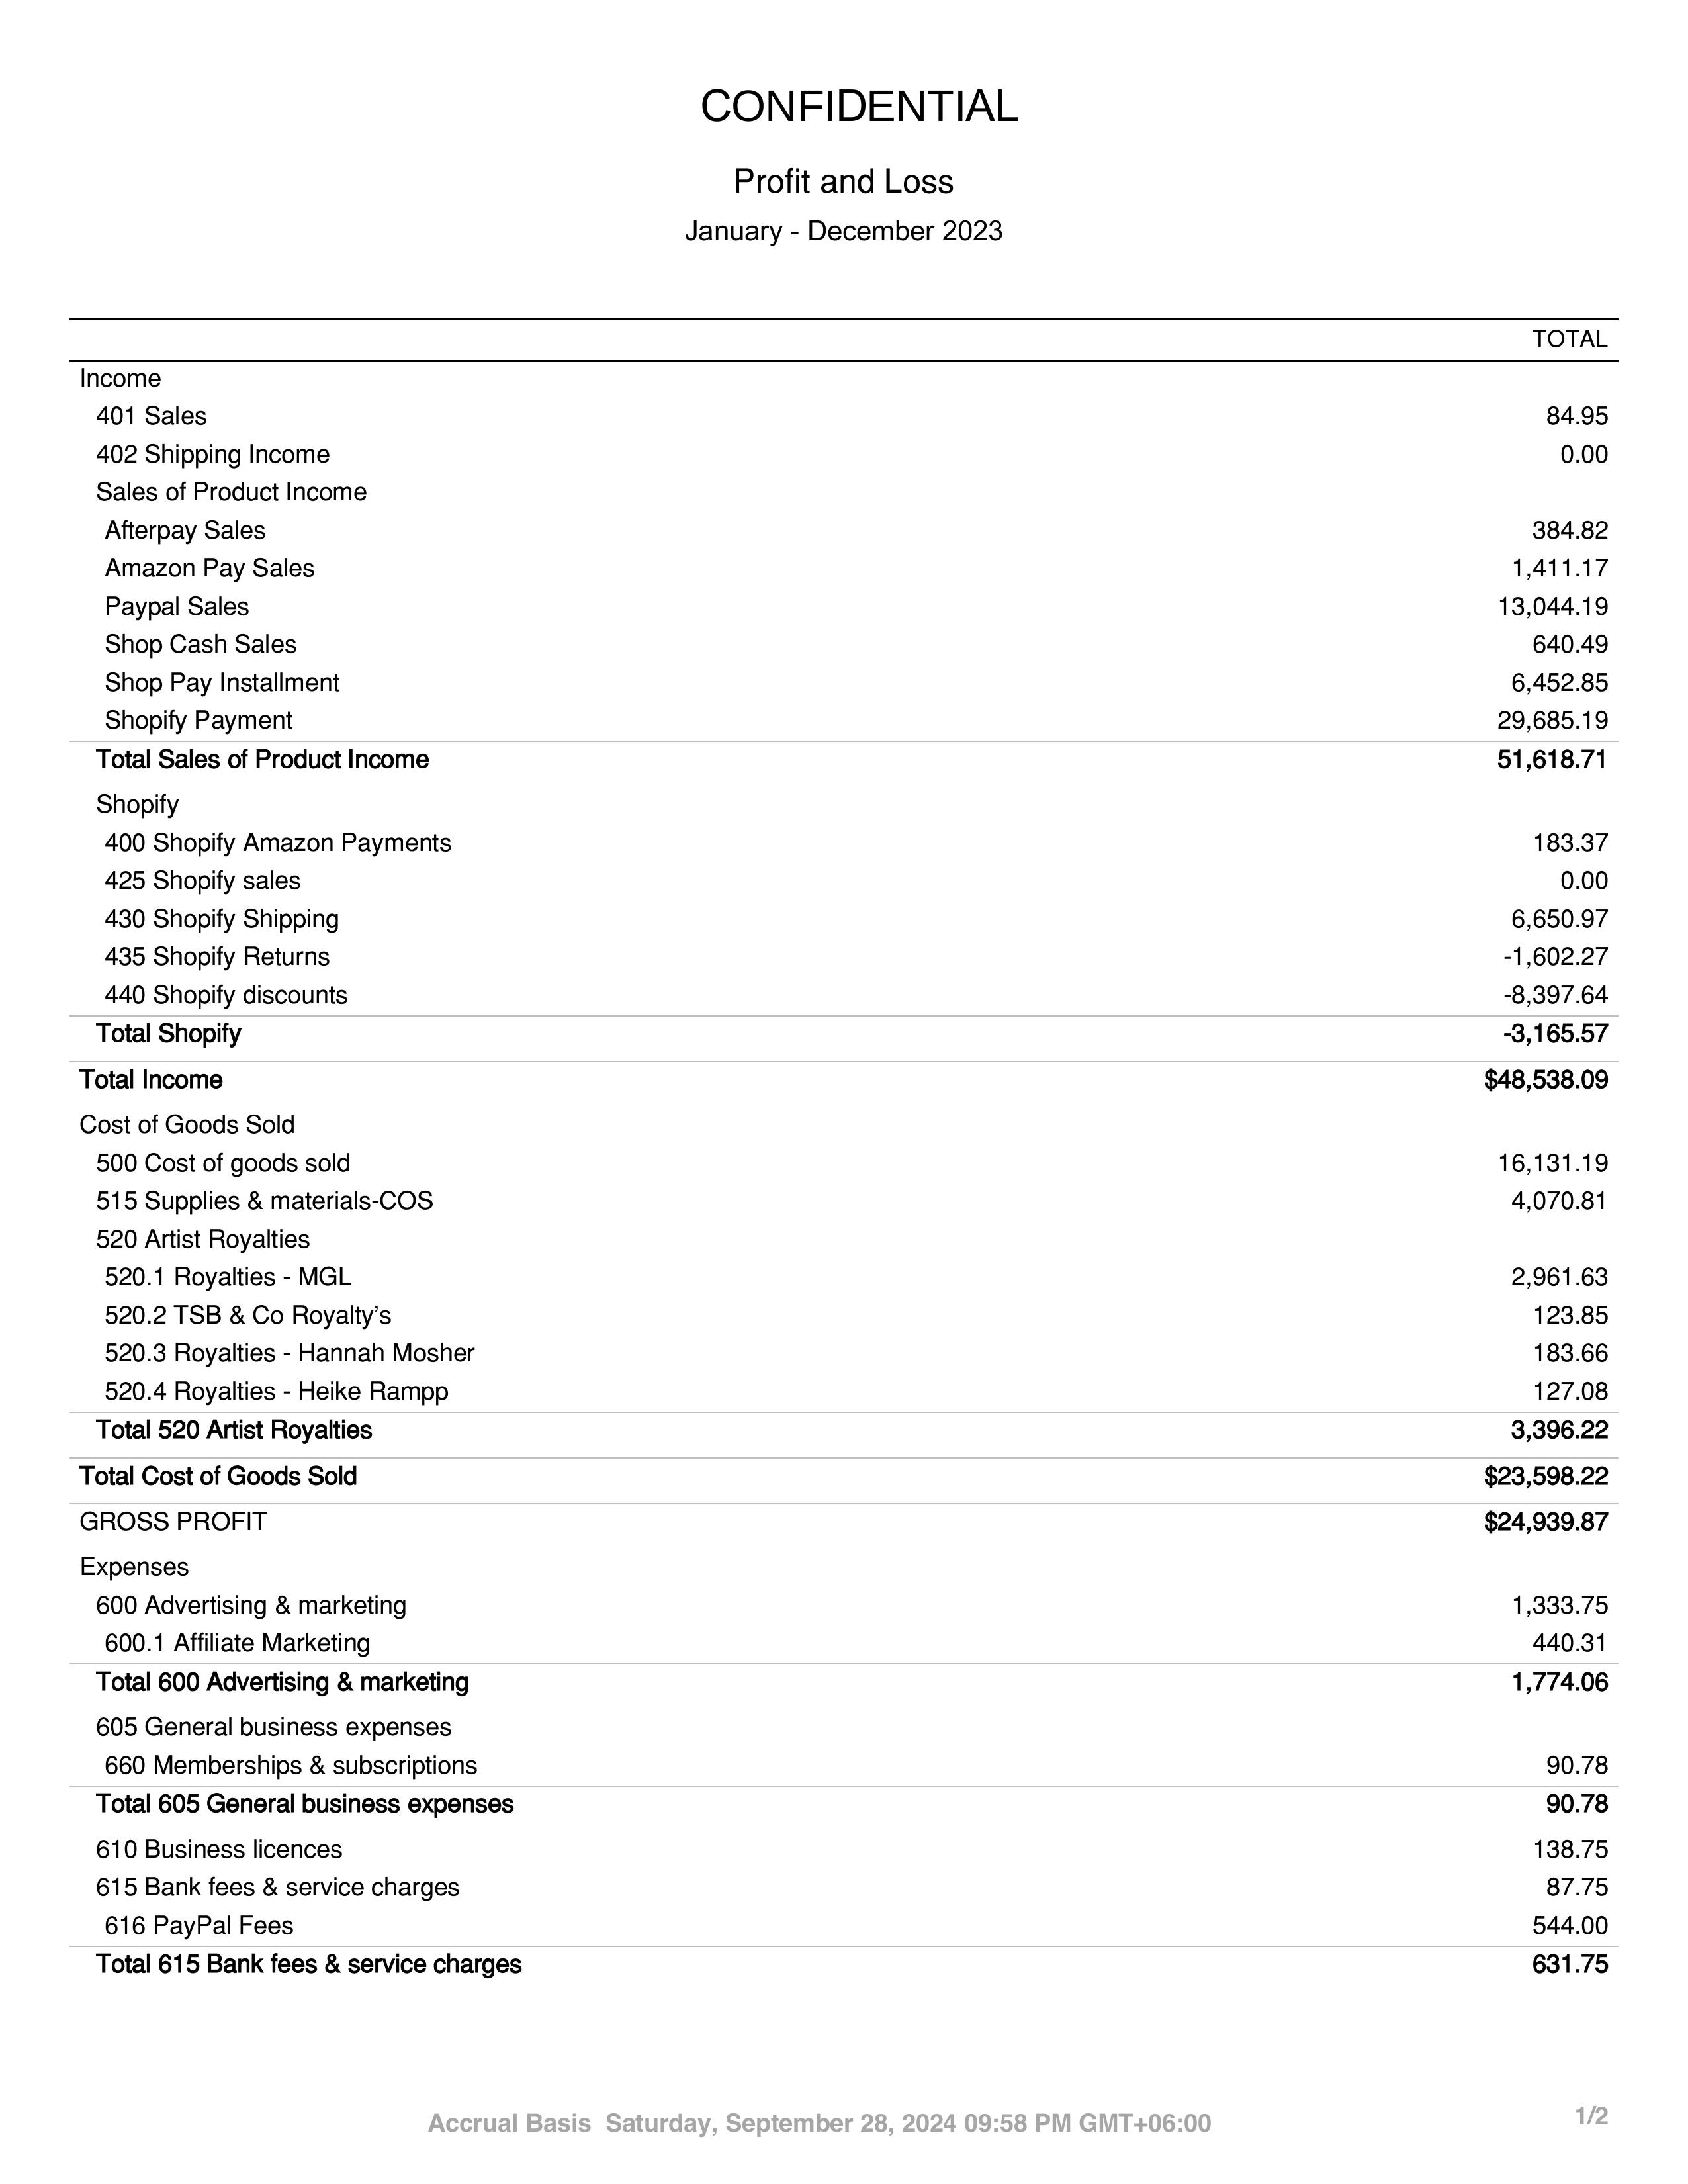 CONFIDENTIAL
Profit and Loss
January - December 2023
TOTAL
Income
401 Sales 84.95
402 Shipping Income 0.00
Sales of Product Income
Afterpay Sales 384.82
Amazon Pay Sales 1,411.17
Paypal Sales 13,044.19
Shop Cash Sales 640.49
Shop Pay Installment 6,452.85
Shopify Payment 29,685.19
Total Sales of Product Income 51,618.71
Shopify
400 Shopify Amazon Payments 183.37
425 Shopify sales 0.00
430 Shopify Shipping 6,650.97
435 Shopify Returns -1,602.27
440 Shopify discounts -8,397.64
Total Shopify -3,165.57
Total Income $48,538.09
Cost of Goods Sold
500 Cost of goods sold 16,131.19
515 Supplies & materials-COS 4,070.81
520 Artist Royalties
520.1 Royalties - MGL 2,961.63
520.2 TSB & Co Royalty’s 123.85
520.3 Royalties - Hannah Mosher 183.66
520.4 Royalties - Heike Rampp 127.08
Total 520 Artist Royalties 3,396.22
Total Cost of Goods Sold $23,598.22
GROSS PROFIT $24,939.87
Expenses
600 Advertising & marketing 1,333.75
600.1 Affiliate Marketing 440.31
Total 600 Advertising & marketing 1,774.06
605 General business expenses
660 Memberships & subscriptions 90.78
Total 605 General business expenses 90.78
610 Business licences 138.75
615 Bank fees & service charges 87.75
616 PayPal Fees 544.00
Total 615 Bank fees & service charges 631.75
Accrual Basis Saturday, September 28, 2024 09:58 PM GMT+06:00 1/2